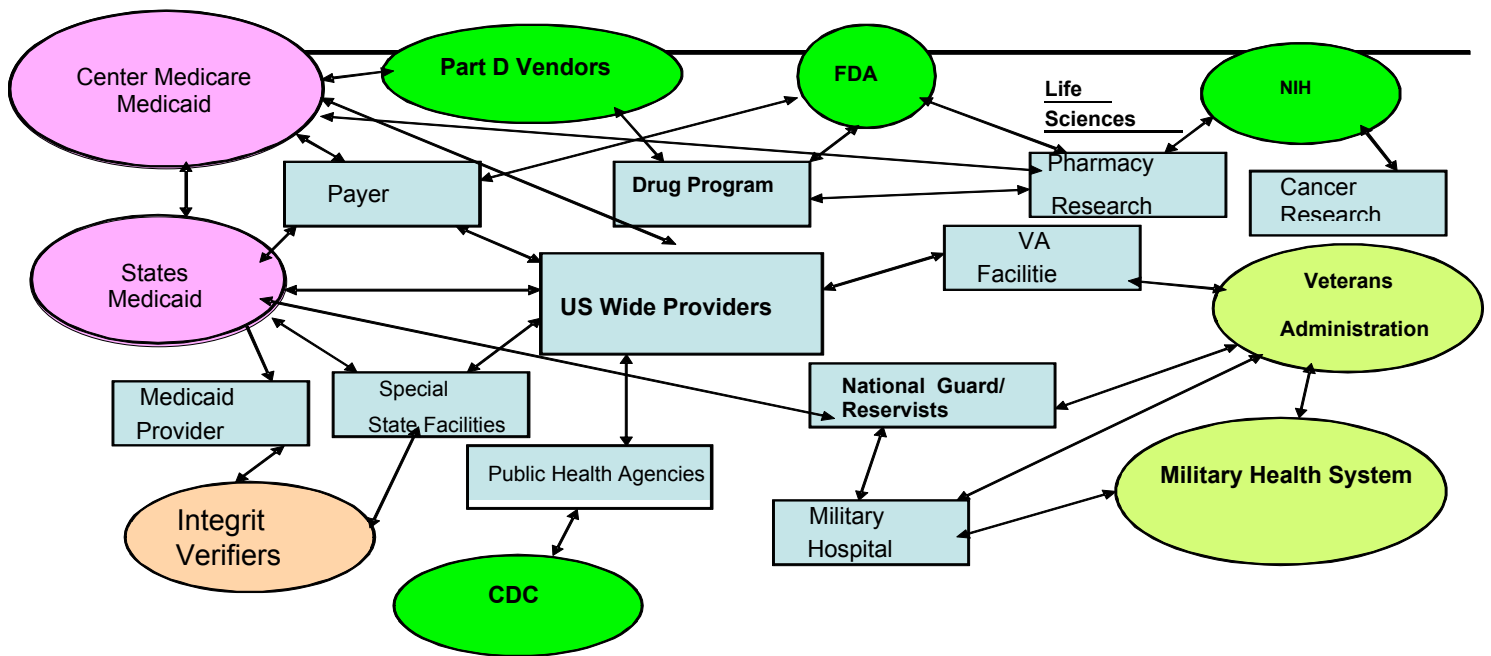 Center Medicare
Medicaid
Part D Vendors
FDA
Life
Sciences
NIH
Payer
Drug Program
Pharmacy
Research
Cancer
Research
States
Medicaid
US Wide Providers
VA
Facilitie
Veterans
Administration
Medicaid
Provider
Special
State Facilities
National Guard/
Reservists
Public Health Agencies
Military Health System
Integrit
Verifiers
Military
Hospital
CDC